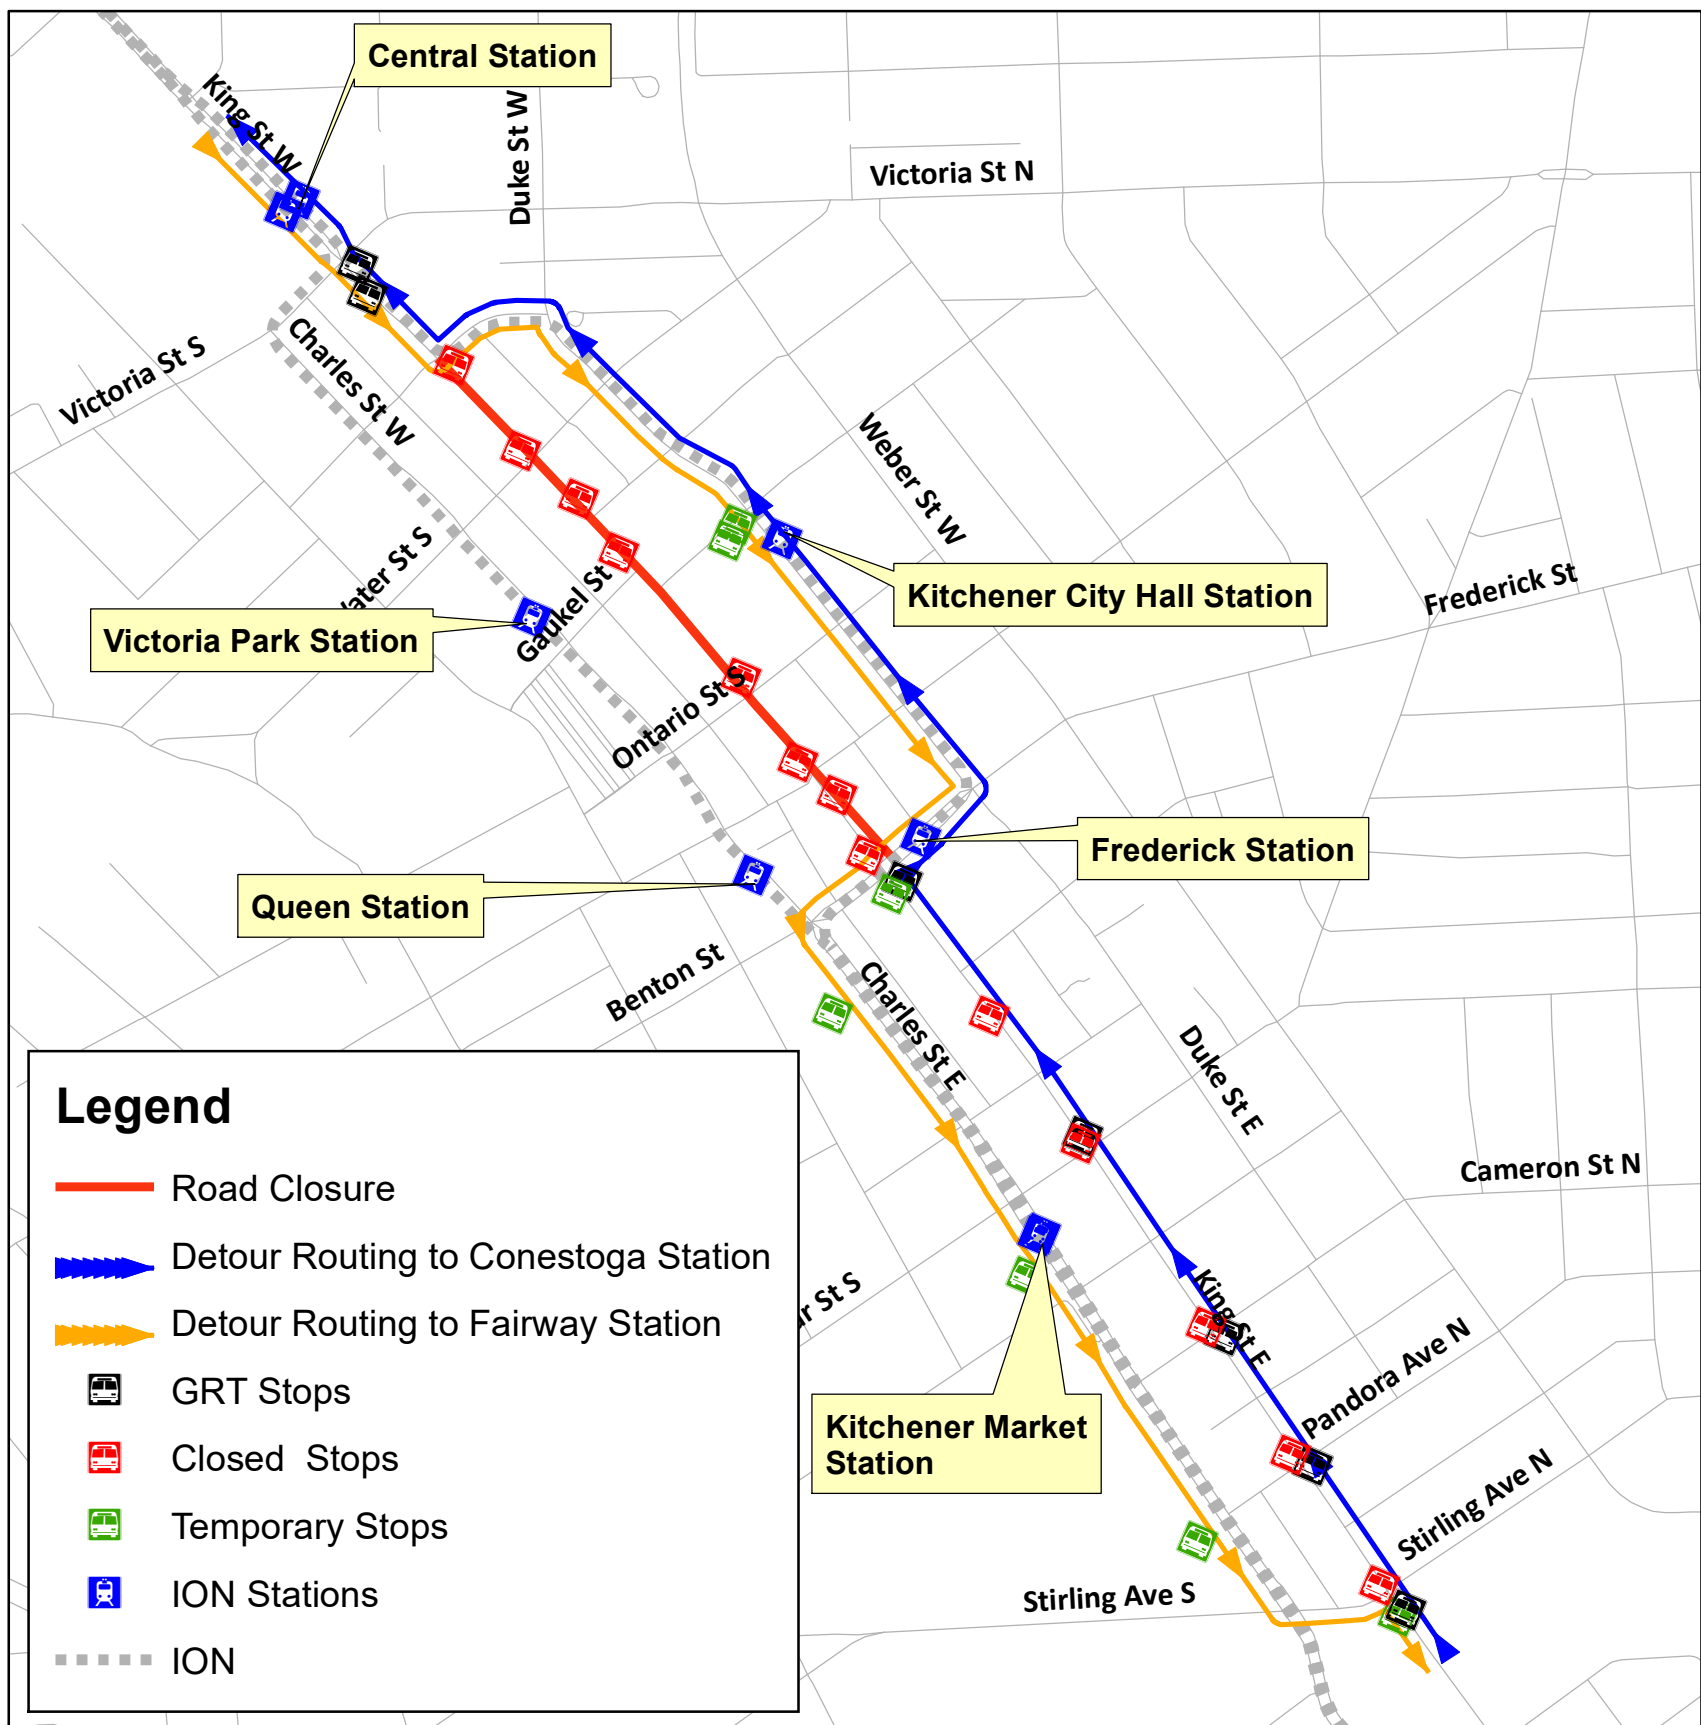 Central Station
King St W
Duke St W
Victoria St N
Charles St W
Victoria St S
Weber St W
Water St S
Gaukel St
Frederick St
Kitchener City Hall Station
Victoria Park Station
Ontario St S
Frederick Station
Queen Station
Benton St
Charles St E
Duke St E
Cameron St N
King St E
Pandora Ave N
Kitchener Market
Station
Stirling Ave N
Stirling Ave S
Legend
Road Closure
Detour Routing to Conestoga Station
Detour Routing to Fairway Station
GRT Stops
Closed  Stops
Temporary Stops
ION Stations
ION